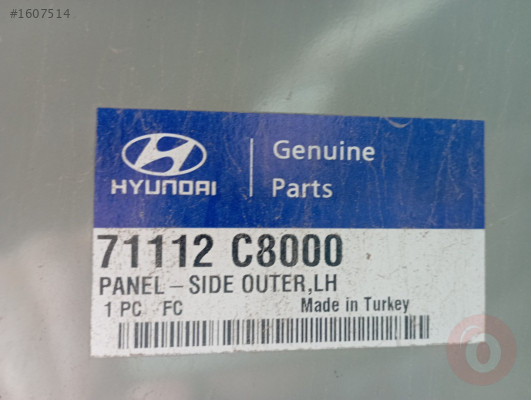 #1607514
HYUNDAI
Genuine
Parts
71112 C8000
PANEL-SIDE OUTER,LH
1 PC FC Made in Turkey